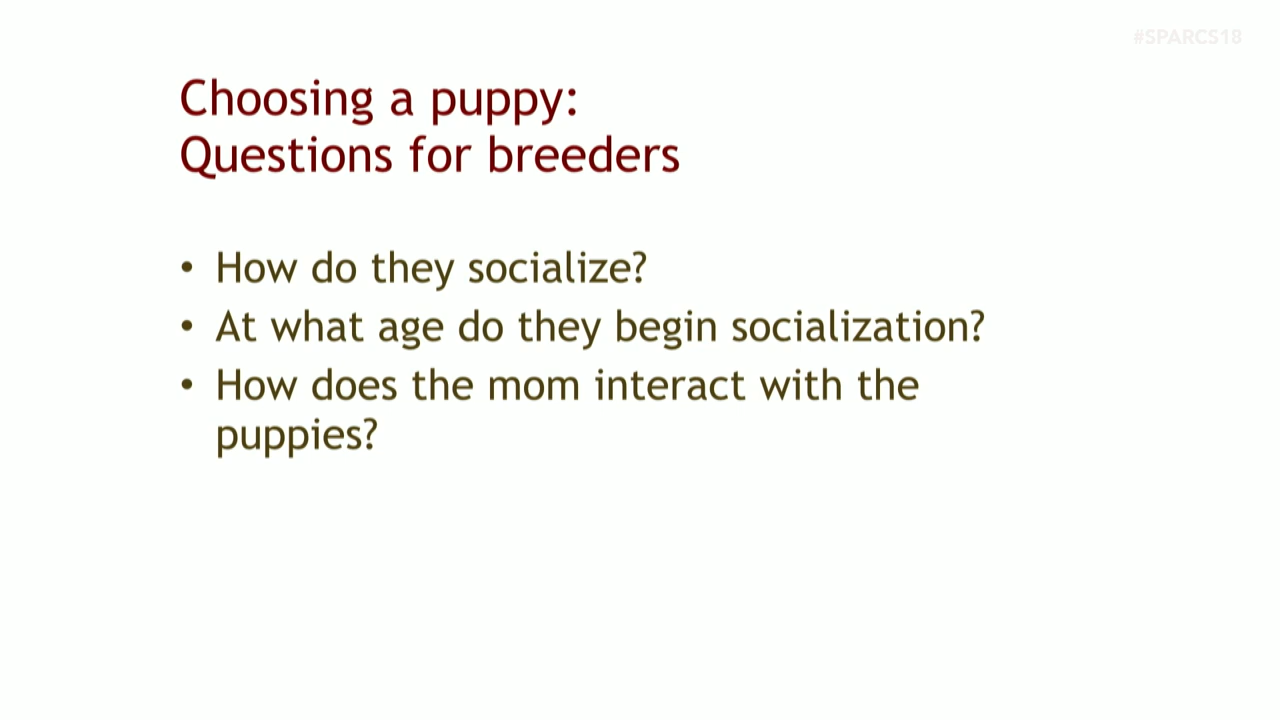 #SPARCS18
Choosing a puppy:
Questions for breeders
• How do they socialize?
• At what age do they begin socialization?
• How does the mom interact with the
puppies?